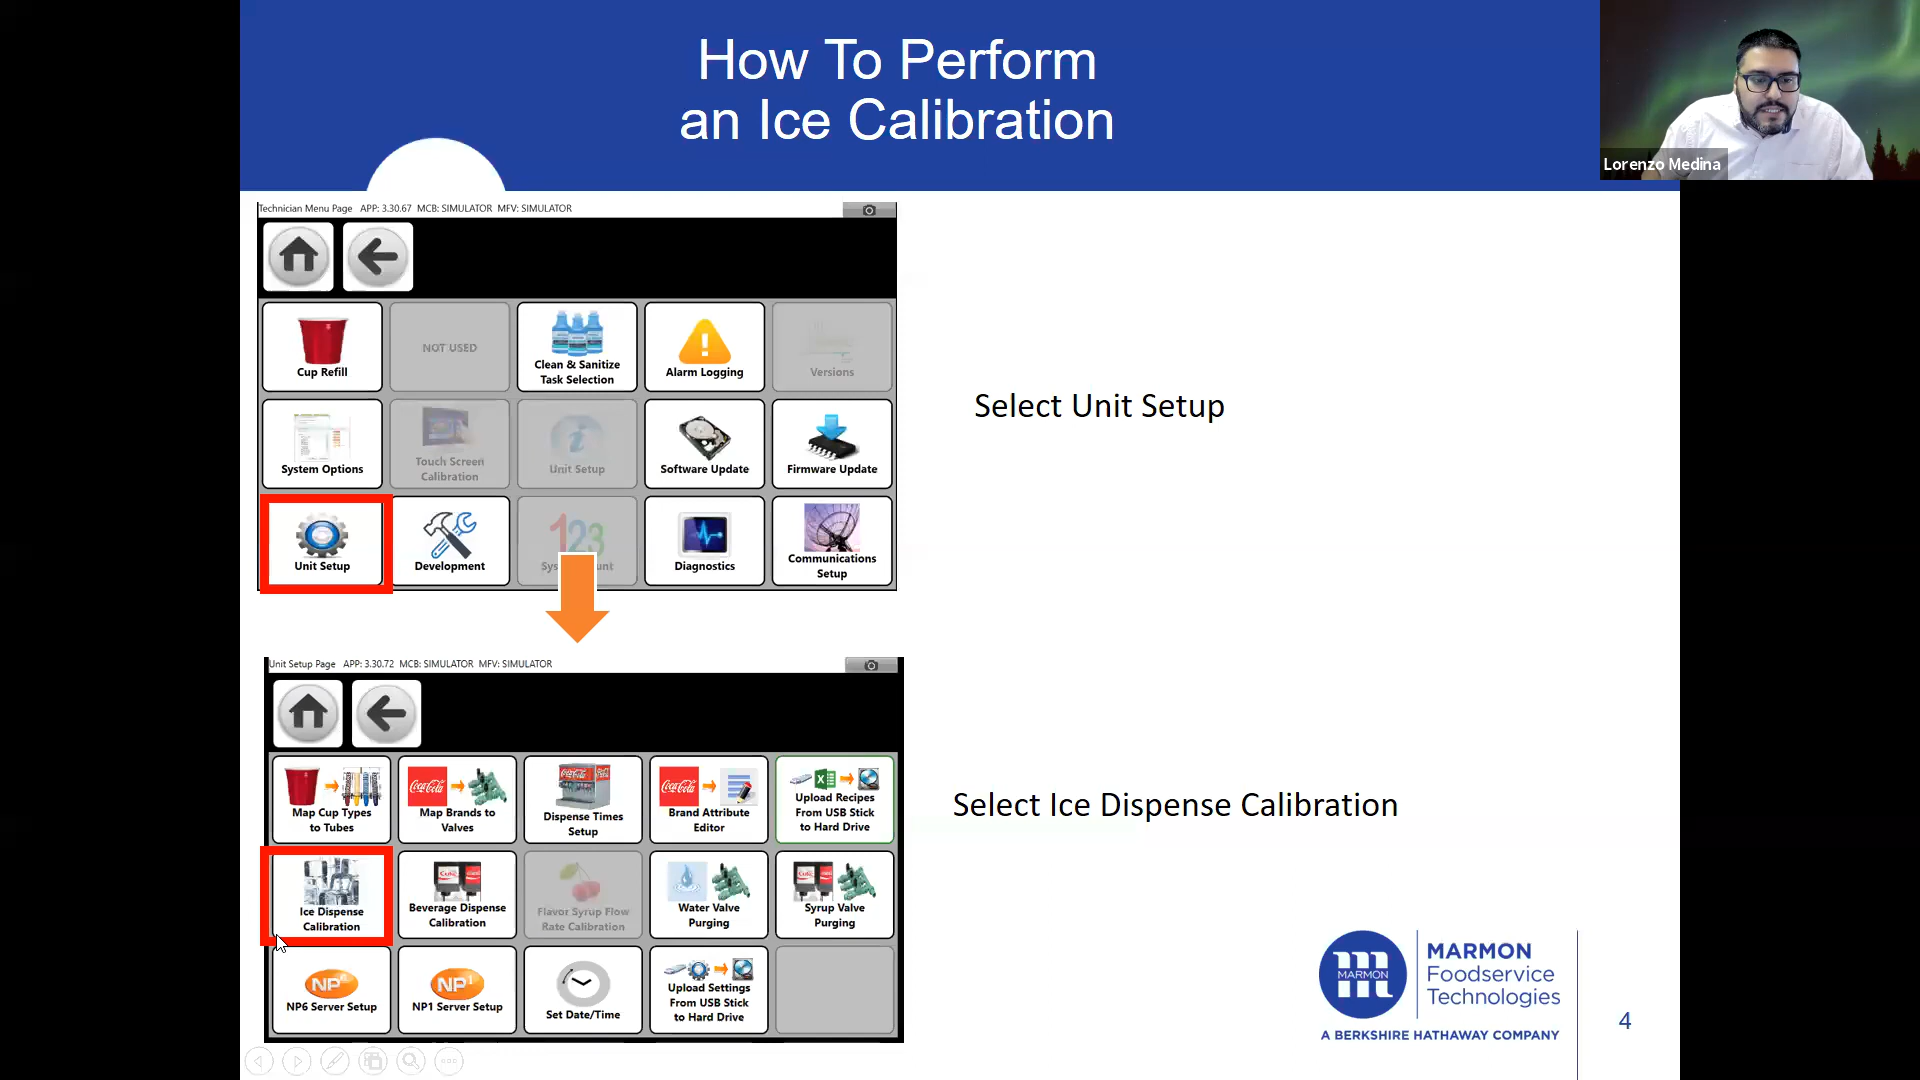 How To Perform
an Ice Calibration
Lorenzo Medina
Technician Menu Page APP: 3.30.67 MCB: SIMULATOR MFV: SIMULATOR
Cup Refill
NOT USED
Clean & Sanitize
Task Selection
Alarm Logging
Versions
System Options
Touch Screen
Calibration
Unit Setup
Software Update
Firmware Update
Unit Setup
Development
123
Diagnostics
Communications
Setup
Select Unit Setup
Unit Setup Page APP: 3.30.72 MCB: SIMULATOR MFV: SIMULATOR
Map Cup Types
to Tubes
Map Brands to
Valves
Dispense Times
Setup
Brand Attribute
Editor
Upload Recipes
From USB Stick
to Hard Drive
Ice Dispense
Calibration
Beverage Dispense
Calibration
Flavor Syrup Flow
Rate Calibration
Water Valve
Purging
Syrup Valve
Purging
NP6
NP6 Server Setup
NP1
NP1 Server Setup
Set Date/Time
Upload Settings
From USB Stick
to Hard Drive
Select Ice Dispense Calibration
MARMON
MARMON
Foodservice
Technologies
A BERKSHIRE HATHAWAY COMPANY
4